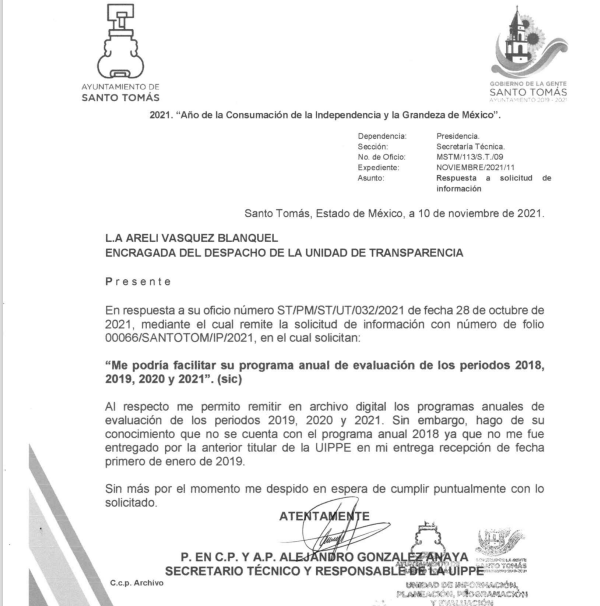 AYUNTAMIENTO DE
SANTO TOMÁS
GOBIERNO DE LA GENTE
SANTO TOMÁS
AYUNTAMIENTO 2019 - 2021
2021. “Año de la Consumación de la Independencia y la Grandeza de México”.
Dependencia: Presidencia.
Sección: Secretaría Técnica.
No. de Oficio: MSTM/113/S.T./09
Expediente: NOVIEMBRE/2021/11
Asunto: Respuesta a solicitud de
información
Santo Tomás, Estado de México, a 10 de noviembre de 2021.
L.A ARELI VASQUEZ BLANQUEL
ENCRAGADA DEL DESPACHO DE LA UNIDAD DE TRANSPARENCIA
P r e s e n t e
En respuesta a su oficio número ST/PM/ST/UT/032/2021 de fecha 28 de octubre de
2021, mediante el cual remite la solicitud de información con número de folio
00066/SANTOTOM/IP/2021, en el cual solicitan:
“Me podría facilitar su programa anual de evaluación de los periodos 2018,
2019, 2020 y 2021”. (sic)
Al respecto me permito remitir en archivo digital los programas anuales de
evaluación de los periodos 2019, 2020 y 2021. Sin embargo, hago de su
conocimiento que no se cuenta con el programa anual 2018 ya que no me fue
entregado por la anterior titular de la UIPPE en mi entrega recepción de fecha
primero de enero de 2019.
Sin más por el momento me despido en espera de cumplir puntualmente con lo
solicitado.
ATENTAMENTE
P. EN C.P. Y A.P. ALEJANDRO GONZALEZ ANAYA
SECRETARIO TÉCNICO Y RESPONSABLE DE LA UIPPE
C.c.p. Archivo
UNIDAD DE INFORMACIÓN,
PLANEACIÓN, PROGRAMACIÓN
Y EVALUACIÓN